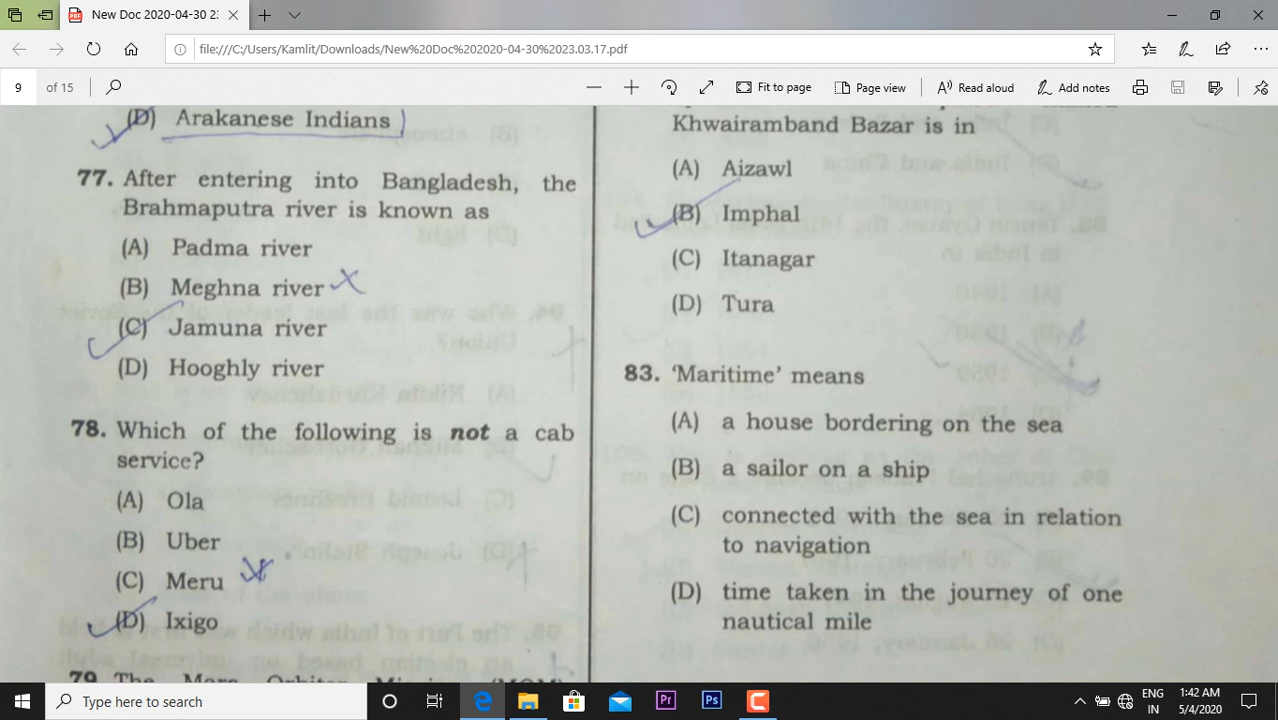 New Doc 2020-04-30 23
file:///C:/Users/Kamlit/Downloads/New%20Doc%202020-04-30%2023.03.17.pdf
9 of 15
Fit to page
Page view
Read aloud
Add notes
(D) Arakanese Indians
77. After entering into Bangladesh, the
Brahmaputra river is known as
(A) Padma river
(B) Meghna river
(C) Jamuna river
(D) Hooghly river
78. Which of the following is not a cab
service?
(A) Ola
(B) Uber
(C) Meru
(D) Ixigo
Khwairamband Bazar is in
(A) Aizawl
(B) Imphal
(C) Itanagar
(D) Tura
83. 'Maritime' means
(A) a house bordering on the sea
(B) a sailor on a ship
(C) connected with the sea in relation
to navigation
(D) time taken in the journey of one
nautical mile
Type here to search
Pr
Ps
ENG
IN
1:42 AM
5/4/2020